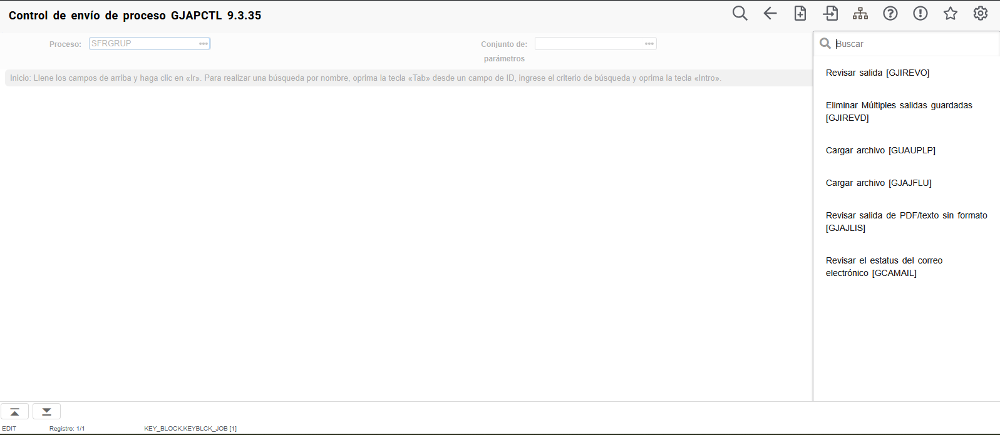 Control de envío de proceso GJAPCTL 9.3.35
Proceso: SFRGRUP ••• Conjunto de: •••
parámetros
Inicio: Llene los campos de arriba y haga clic en «Ir». Para realizar una búsqueda por nombre, oprima la tecla «Tab» desde un campo de ID, ingrese el criterio de búsqueda y oprima la tecla «Intro».
Buscar
Revisar salida [GJIREVO]
Eliminar Múltiples salidas guardadas
[GJIREVD]
Cargar archivo [GUAUPLP]
Cargar archivo [GJAJFLU]
Revisar salida de PDF/texto sin formato
[GJAJLIS]
Revisar el estatus del correo
electrónico [GCAMAIL]
EDIT Registro: 1/1 KEY_BLOCK.KEYBLCK_JOB [1]